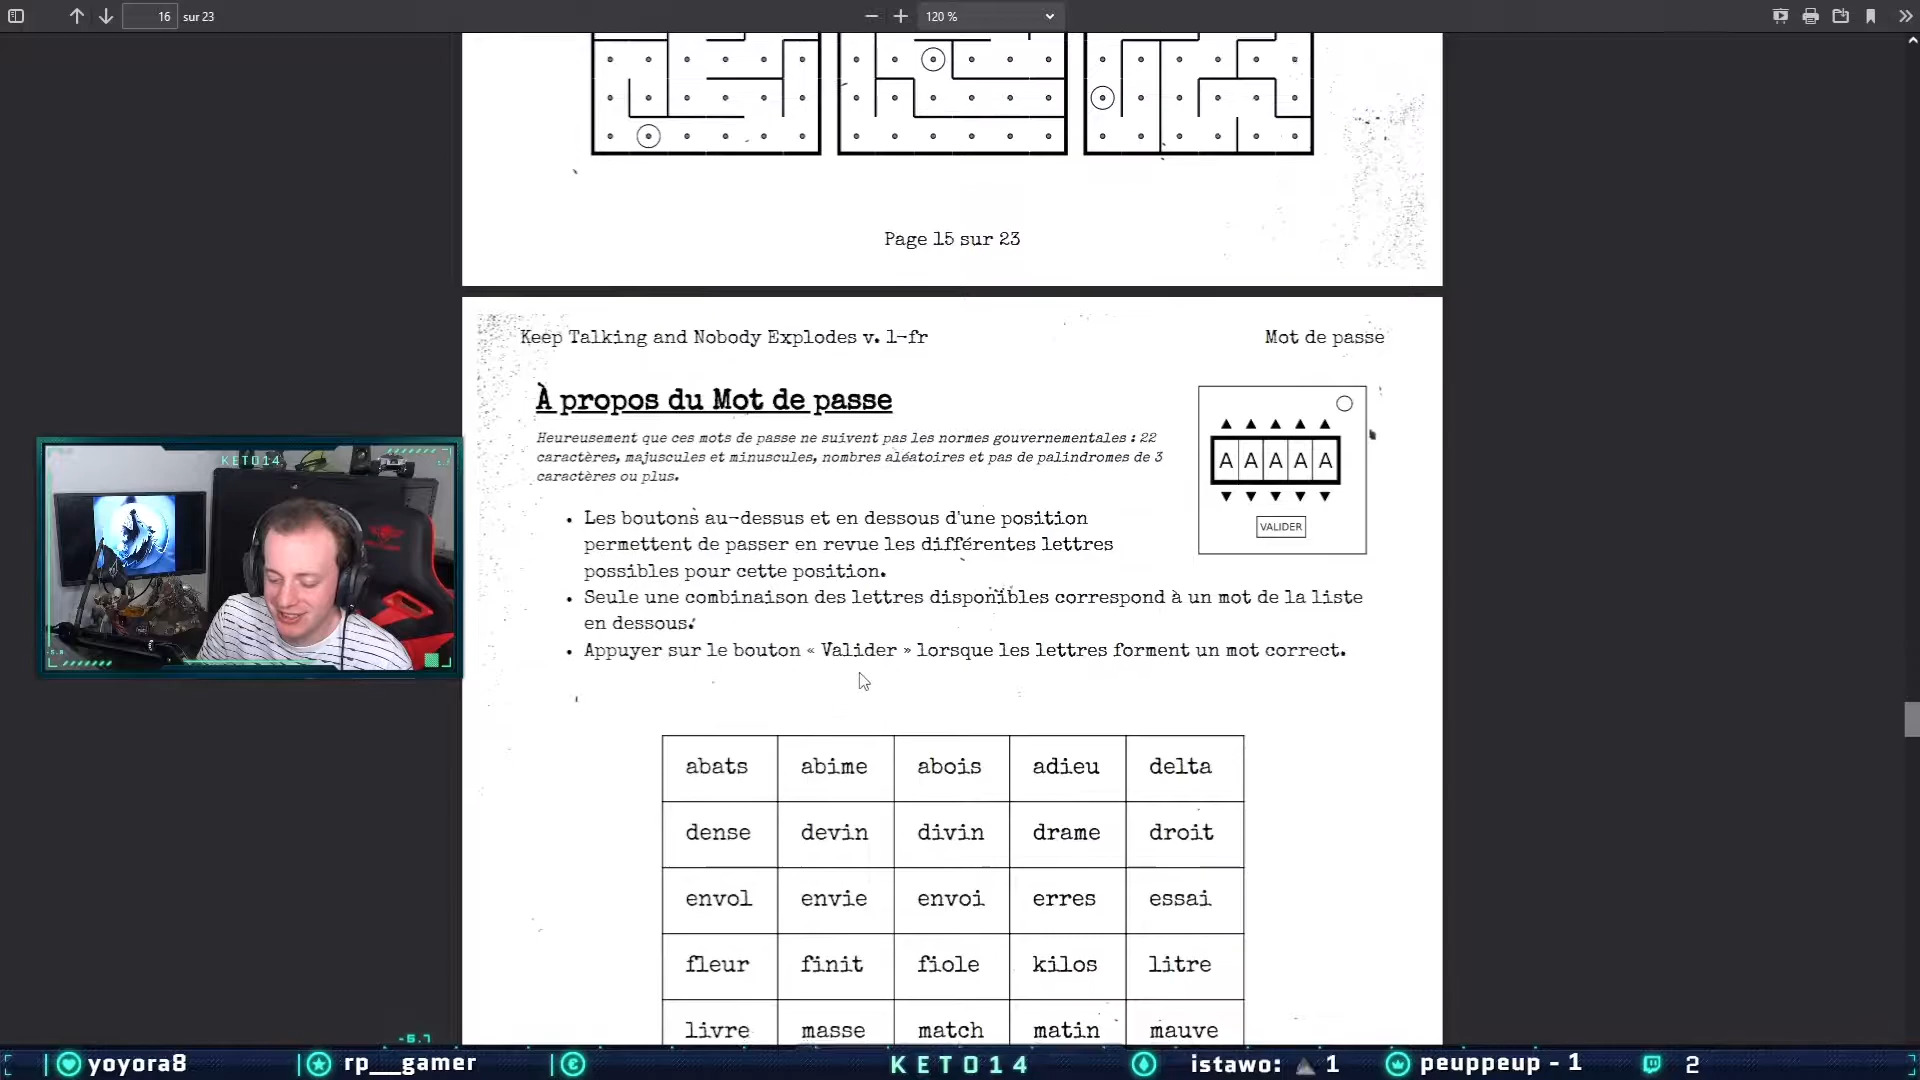 16 sur 23
120 %
Page 15 sur 23
Keep Talking and Nobody Explodes v. 1-fr
Mot de passe
À propos du Mot de passe
Heureusement que ces mots de passe ne suivent pas les normes gouvernementales : 22
caractères, majuscules et minuscules, nombres aléatoires et pas de palindromes de 3
caractères ou plus.
A A A A A
VALIDER
• Les boutons au-dessus et en dessous d'une position
permettent de passer en revue les différentes lettres
possibles pour cette position.
• Seule une combinaison des lettres disponibles correspond à un mot de la liste
en dessous.
• Appuyer sur le bouton « Valider » lorsque les lettres forment un mot correct.
abats abime abois adieu delta
dense devin divin drame droit
envol envie envoi erres essai
fleur finit fiole kilos litre
livre masse match matin mauve
KETO14
-5.7
yoyora8 rp__gamer KETO14 istawo: 1 peuppeup - 1 2